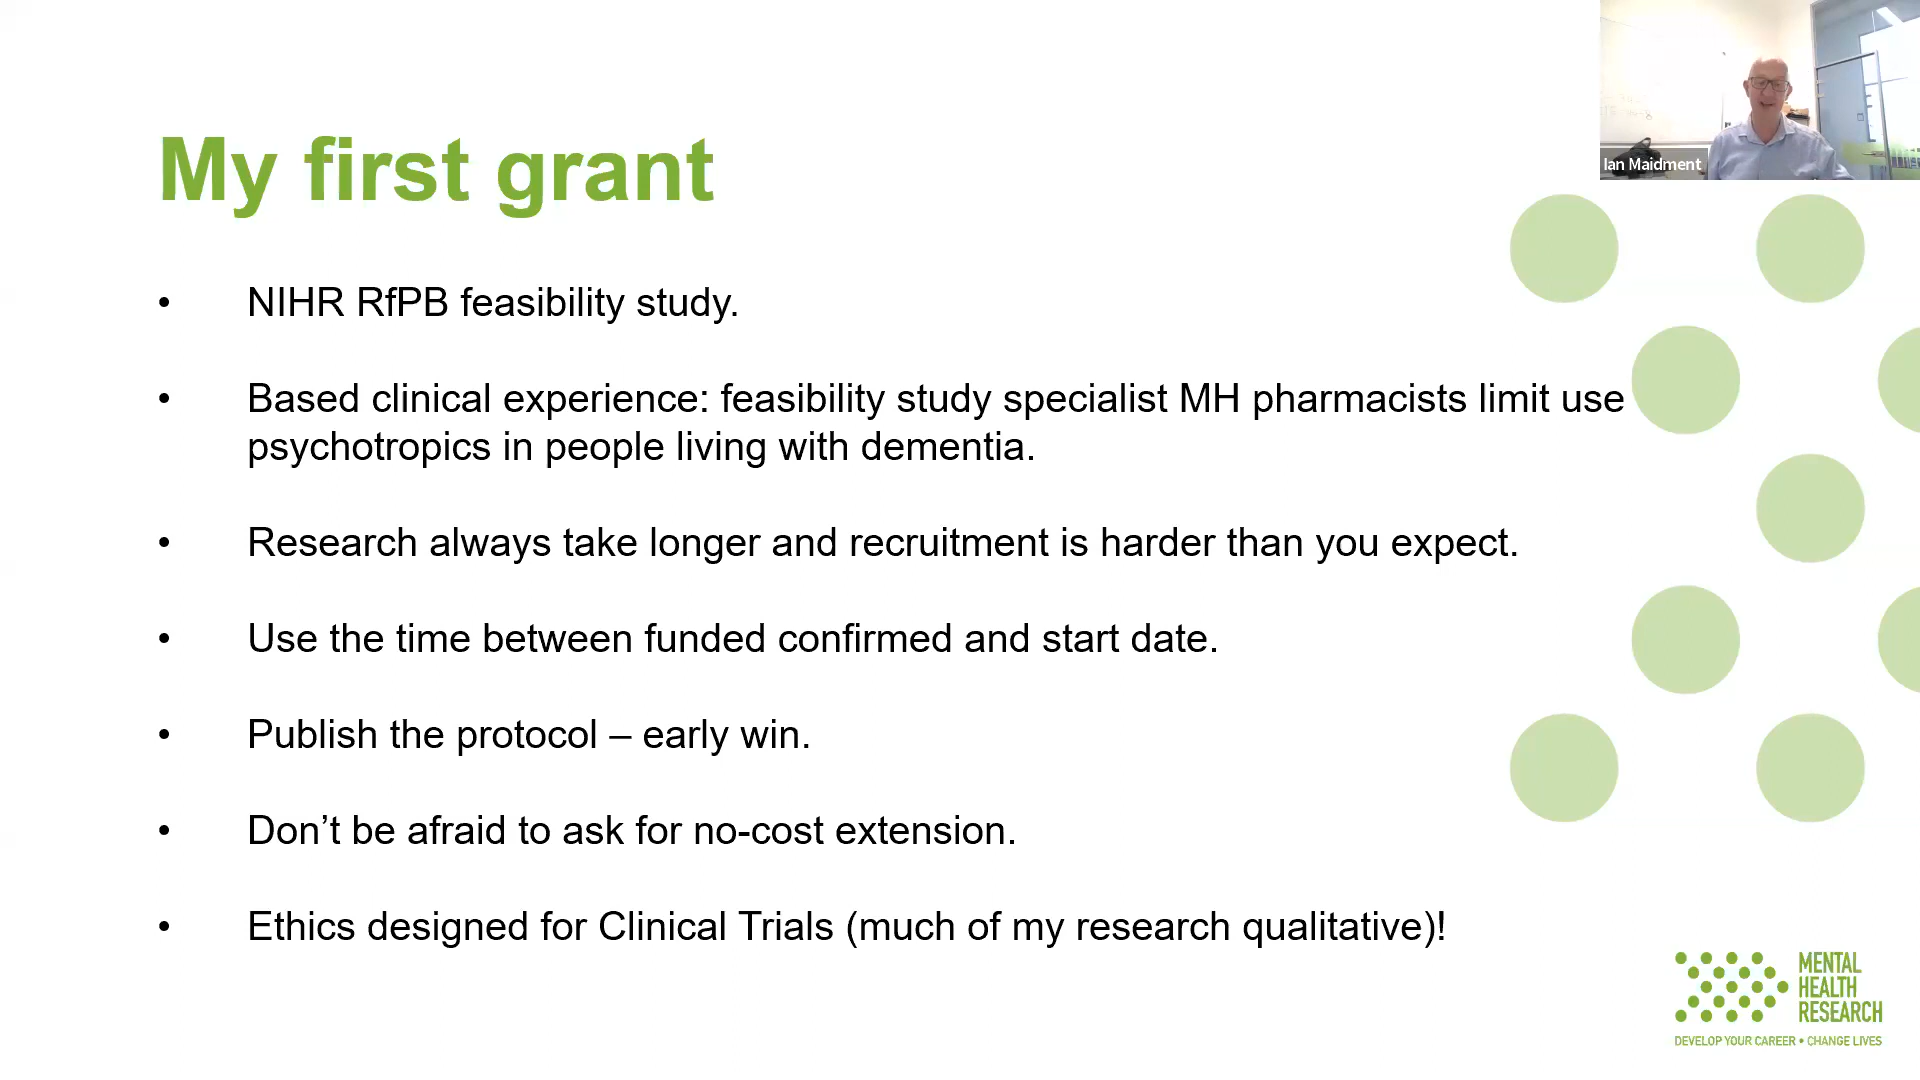 Ian Maidment
My first grant
• NIHR RfPB feasibility study.
• Based clinical experience: feasibility study specialist MH pharmacists limit use
psychotropics in people living with dementia.
• Research always take longer and recruitment is harder than you expect.
• Use the time between funded confirmed and start date.
• Publish the protocol – early win.
• Don’t be afraid to ask for no-cost extension.
• Ethics designed for Clinical Trials (much of my research qualitative)!
MENTAL
HEALTH
RESEARCH
DEVELOP YOUR CAREER • CHANGE LIVES